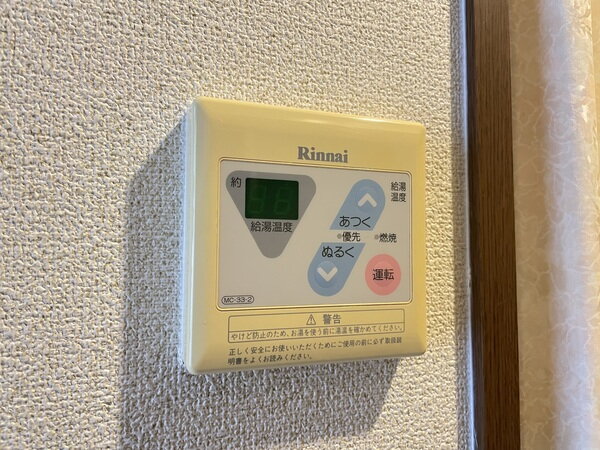 Rinnai
約
給湯温度
給湯
温度
あつく
優先
燃焼
ぬるく
運転
MC-33-2
⚠ 警告
やけど防止のため、お湯を使う前に湯温を確かめてください。
正しく安全にお使いいただくためにご使用の前に必ず取扱説
明書をよくお読みください。